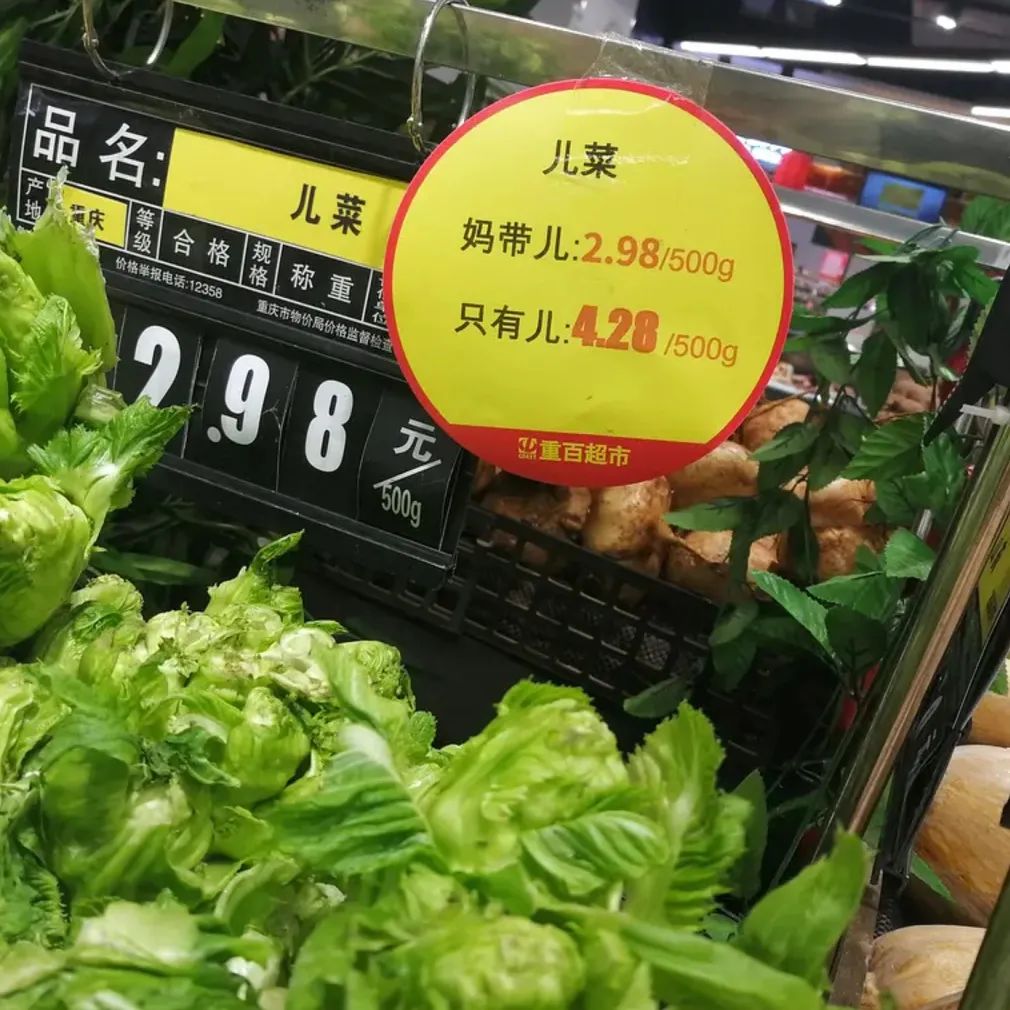 品名: 儿菜
产地 重庆 等级 合格 规格 称重
价格举报电话:12358 重庆市物价局价格监督检查
2.98 元/500g
儿菜
妈带儿:2.98/500g
只有儿:4.28/500g
重百超市